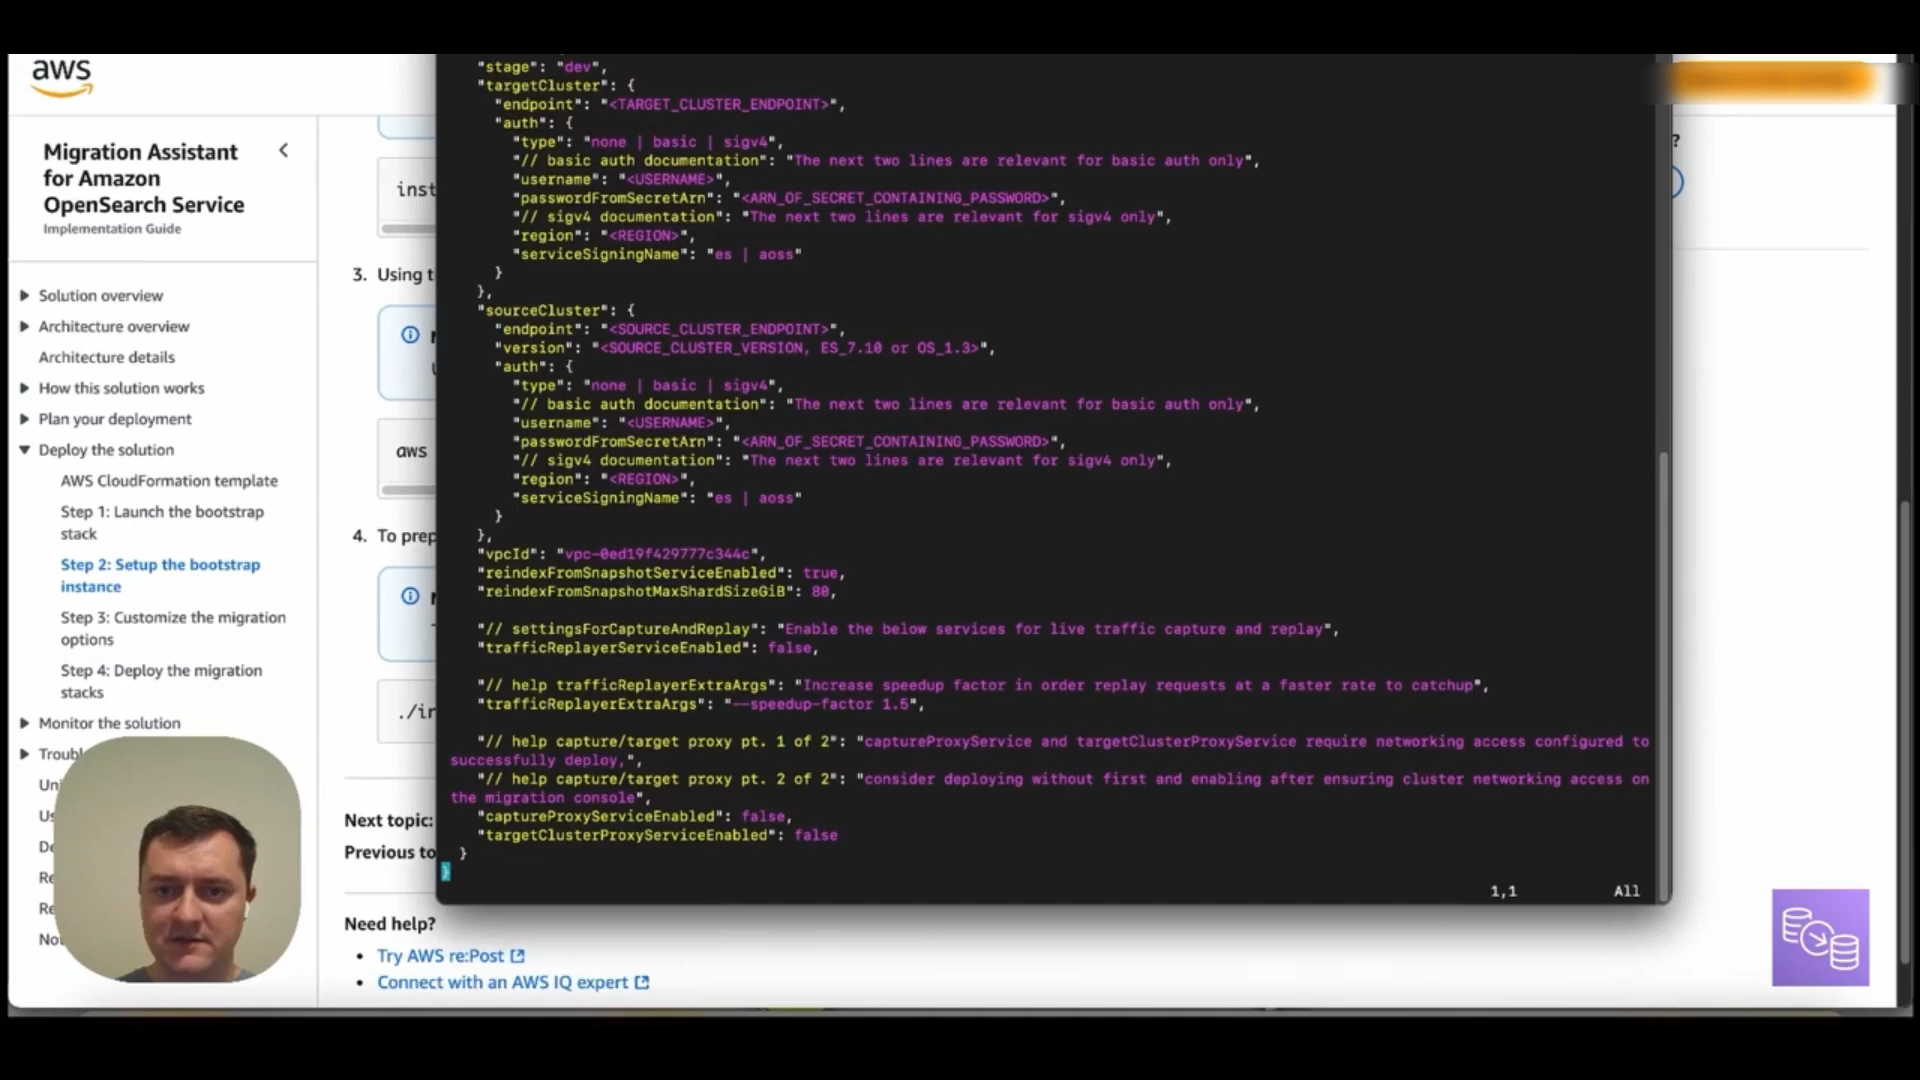 aws
Migration Assistant
for Amazon
OpenSearch Service
Implementation Guide
Solution overview
Architecture overview
Architecture details
How this solution works
Plan your deployment
Deploy the solution
AWS CloudFormation template
Step 1: Launch the bootstrap
stack
Step 2: Setup the bootstrap
instance
Step 3: Customize the migration
options
Step 4: Deploy the migration
stacks
Monitor the solution
Troubl
Uni
Us
De
Re
Re
Not
inst
3. Using t
aws
4. To prep
./in
Next topic:
Previous to
Need help?
• Try AWS re:Post
• Connect with an AWS IQ expert
"stage": "dev",
"targetCluster": {
"endpoint": "<TARGET_CLUSTER_ENDPOINT>",
"auth": {
"type": "none | basic | sigv4",
"// basic auth documentation": "The next two lines are relevant for basic auth only",
"username": "<USERNAME>",
"passwordFromSecretArn": "<ARN_OF_SECRET_CONTAINING_PASSWORD>",
"// sigv4 documentation": "The next two lines are relevant for sigv4 only",
"region": "<REGION>",
"serviceSigningName": "es | aoss"
}
},
"sourceCluster": {
"endpoint": "<SOURCE_CLUSTER_ENDPOINT>",
"version": "<SOURCE_CLUSTER_VERSION, ES_7.10 or OS_1.3>",
"auth": {
"type": "none | basic | sigv4",
"// basic auth documentation": "The next two lines are relevant for basic auth only",
"username": "<USERNAME>",
"passwordFromSecretArn": "<ARN_OF_SECRET_CONTAINING_PASSWORD>",
"// sigv4 documentation": "The next two lines are relevant for sigv4 only",
"region": "<REGION>",
"serviceSigningName": "es | aoss"
}
},
"vpcId": "vpc-0ed19f429777c344c",
"reindexFromSnapshotServiceEnabled": true,
"reindexFromSnapshotMaxShardSizeGiB": 80,
"// settingsForCaptureAndReplay": "Enable the below services for live traffic capture and replay",
"trafficReplayerServiceEnabled": false,
"// help trafficReplayerExtraArgs": "Increase speedup factor in order replay requests at a faster rate to catchup",
"trafficReplayerExtraArgs": "--speedup-factor 1.5",
"// help capture/target proxy pt. 1 of 2": "captureProxyService and targetClusterProxyService require networking access configured to
successfully deploy,",
"// help capture/target proxy pt. 2 of 2": "consider deploying without first and enabling after ensuring cluster networking access on
the migration console",
"captureProxyServiceEnabled": false,
"targetClusterProxyServiceEnabled": false
}
}
1,1 All
?